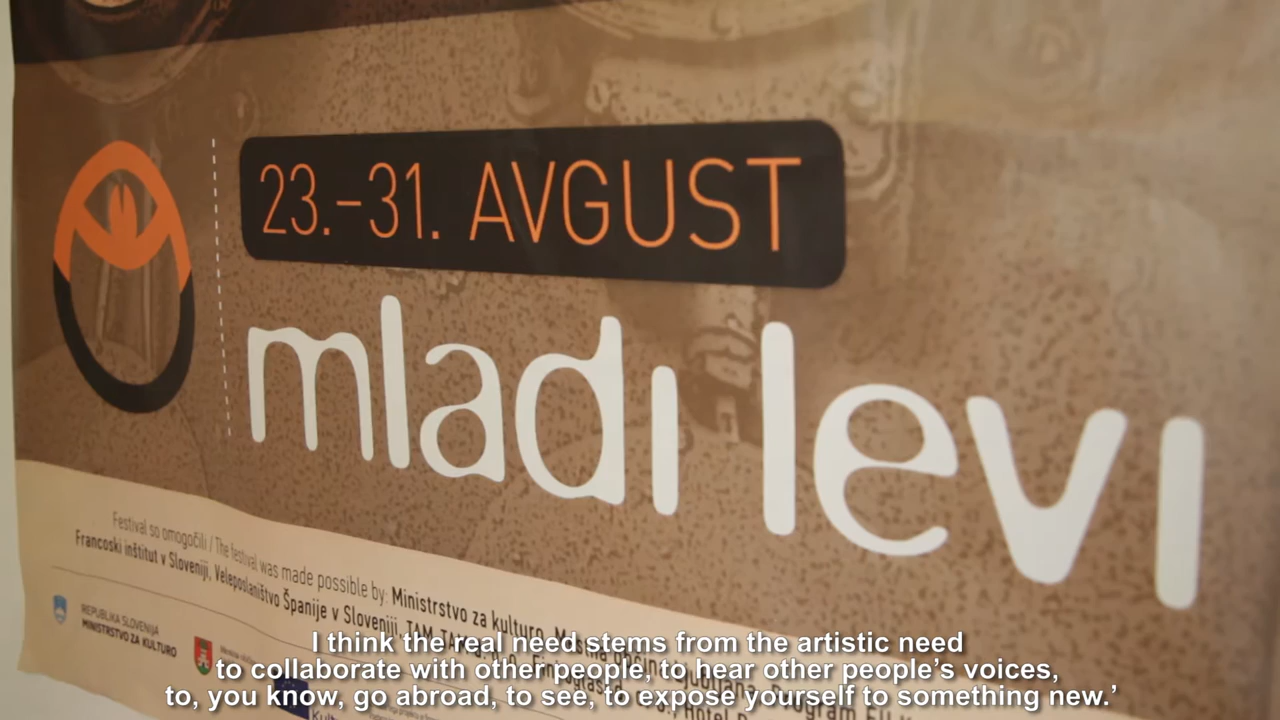 23.–31. AVGUST
mladi levi
Festival so omogočili / The festival was made possible by: Ministrstvo za kulturo,
Francoski inštitut v Sloveniji, Veleposlaništvo Španije v Sloveniji,
REPUBLIKA SLOVENIJA
MINISTRSTVO ZA KULTURO
I think the real need stems from the artistic need
to collaborate with other people, to hear other people’s voices,
to, you know, go abroad, to see, to expose yourself to something new.’